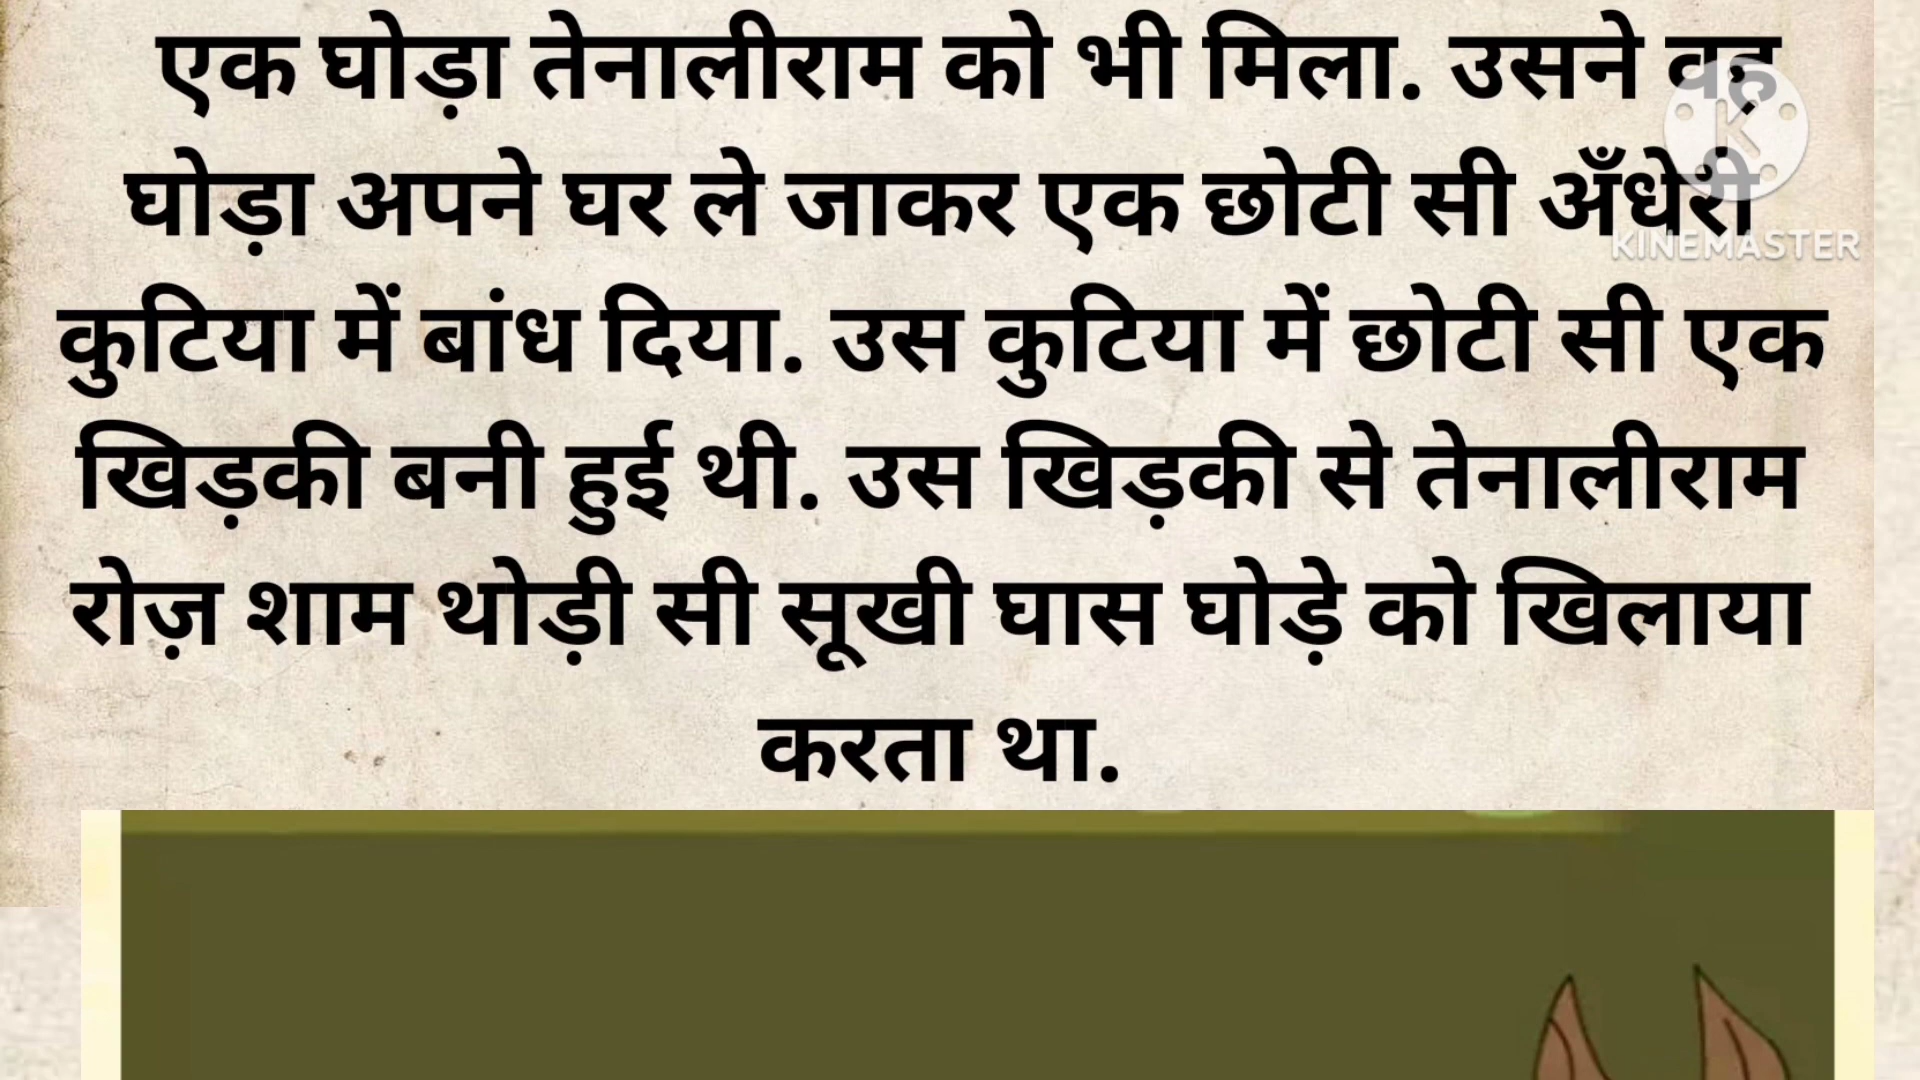 एक घोड़ा तेनालीराम को भी मिला. उसने वह
घोड़ा अपने घर ले जाकर एक छोटी सी अँधेरी
KINEMASTER
कुटिया में बांध दिया. उस कुटिया में छोटी सी एक
खिड़की बनी हुई थी. उस खिड़की से तेनालीराम
रोज़ शाम थोड़ी सी सूखी घास घोड़े को खिलाया
करता था.